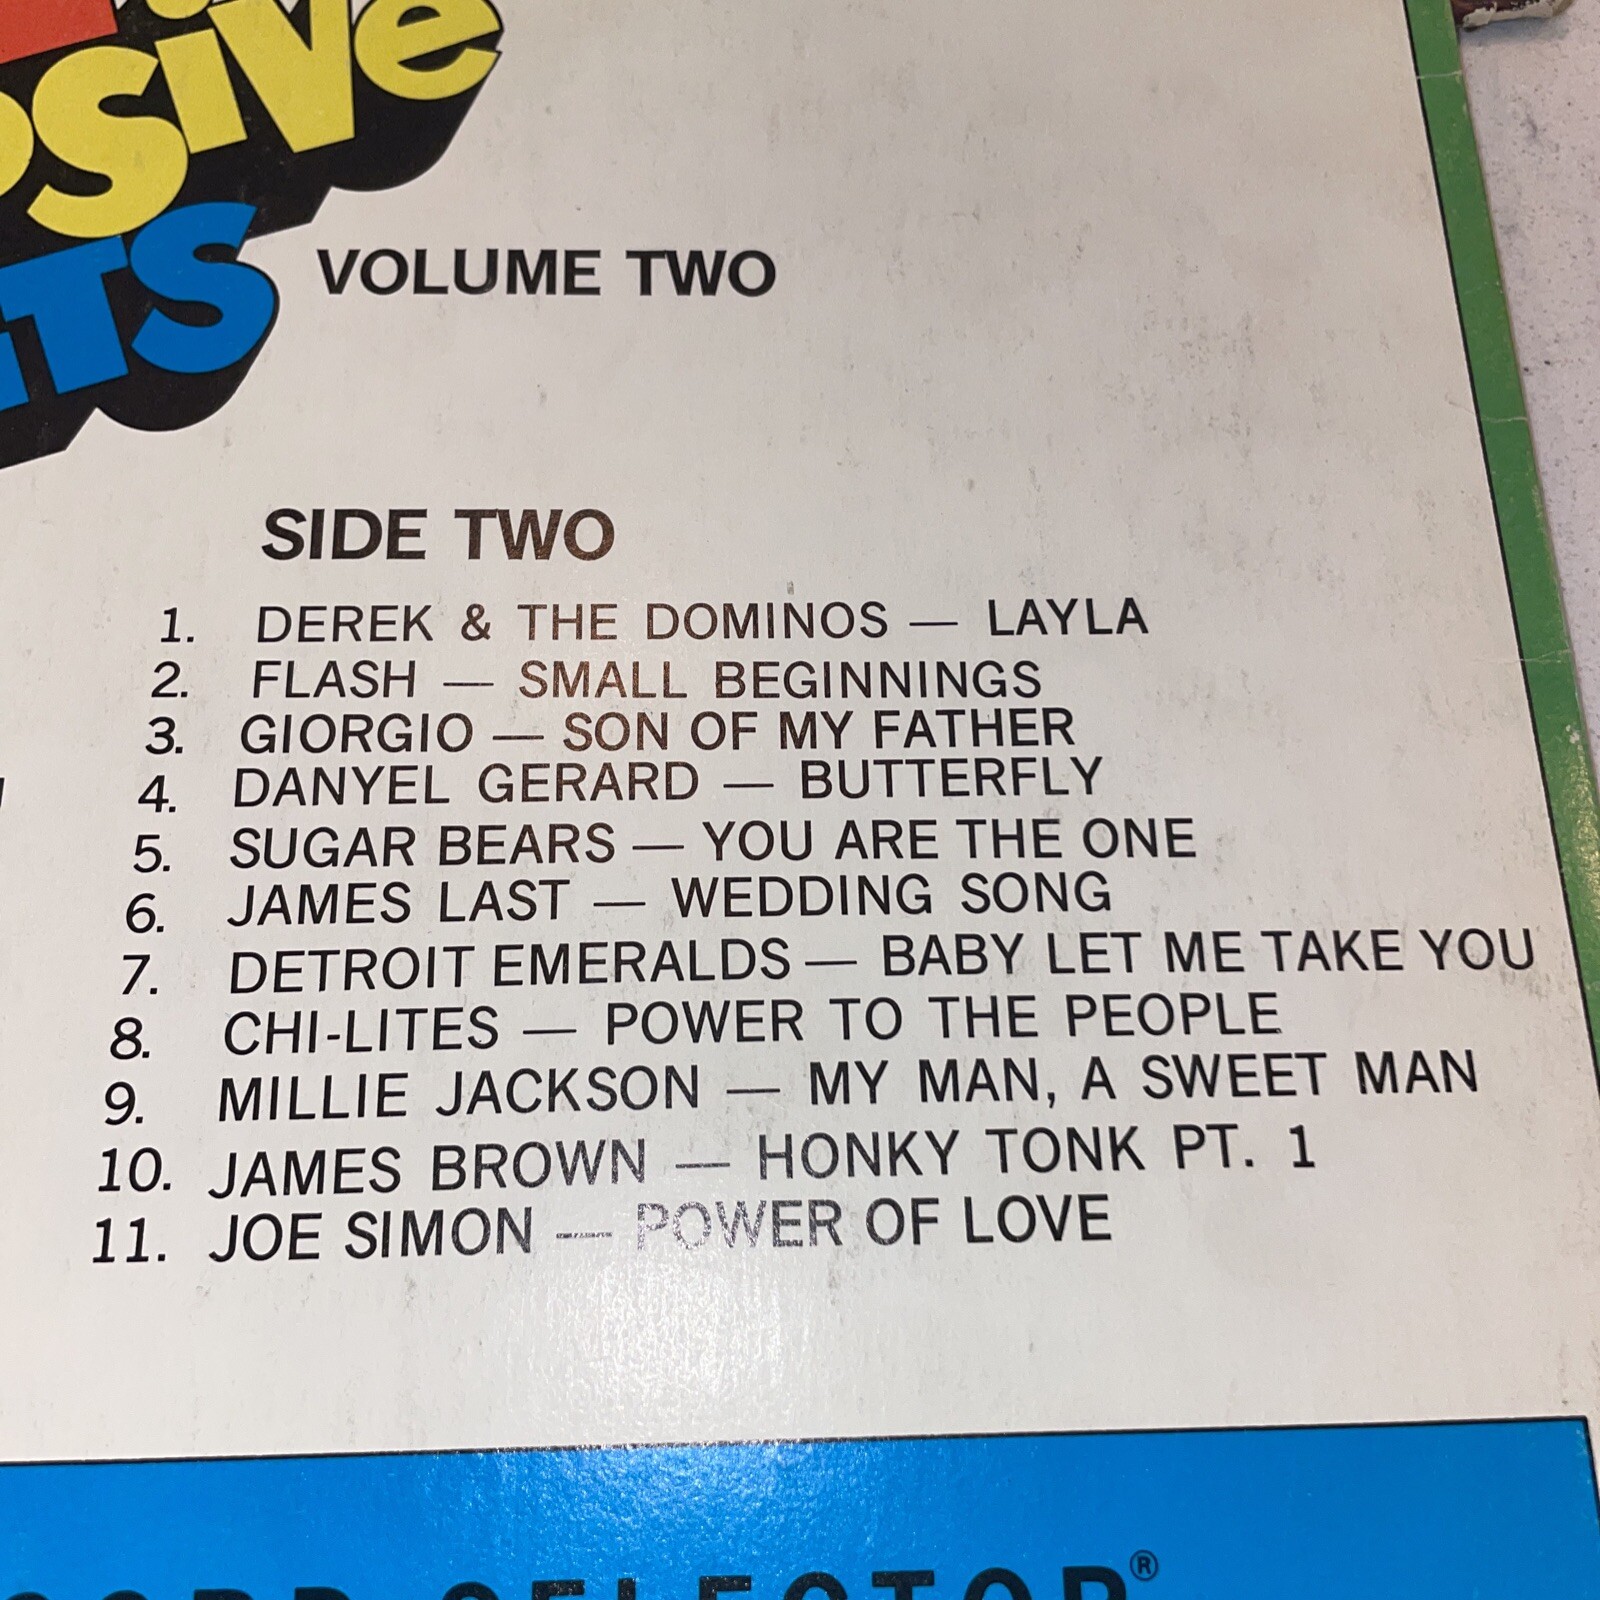 VOLUME TWO
SIDE TWO
1. DEREK & THE DOMINOS — LAYLA
2. FLASH — SMALL BEGINNINGS
3. GIORGIO — SON OF MY FATHER
4. DANYEL GERARD — BUTTERFLY
5. SUGAR BEARS — YOU ARE THE ONE
6. JAMES LAST — WEDDING SONG
7. DETROIT EMERALDS — BABY LET ME TAKE YOU
8. CHI-LITES — POWER TO THE PEOPLE
9. MILLIE JACKSON — MY MAN, A SWEET MAN
10. JAMES BROWN — HONKY TONK PT. 1
11. JOE SIMON — POWER OF LOVE
SELECTOR®